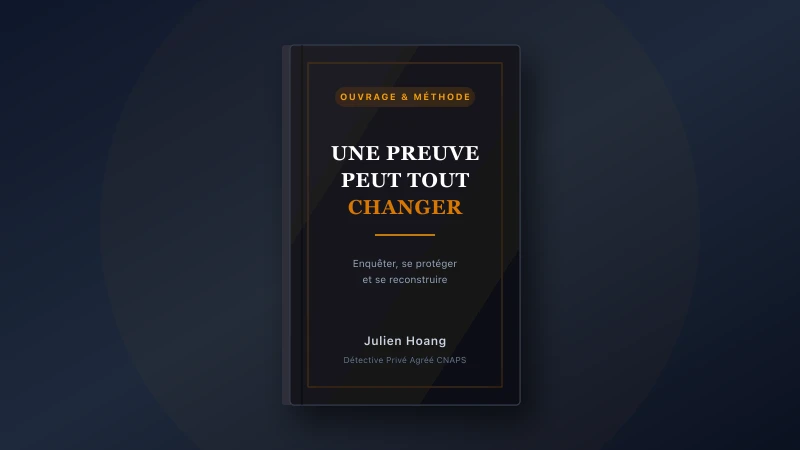 OUVRAGE & MÉTHODE
UNE PREUVE
PEUT TOUT
CHANGER
Enquêter, se protéger
et se reconstruire
Julien Hoang
Détective Privé Agréé CNAPS